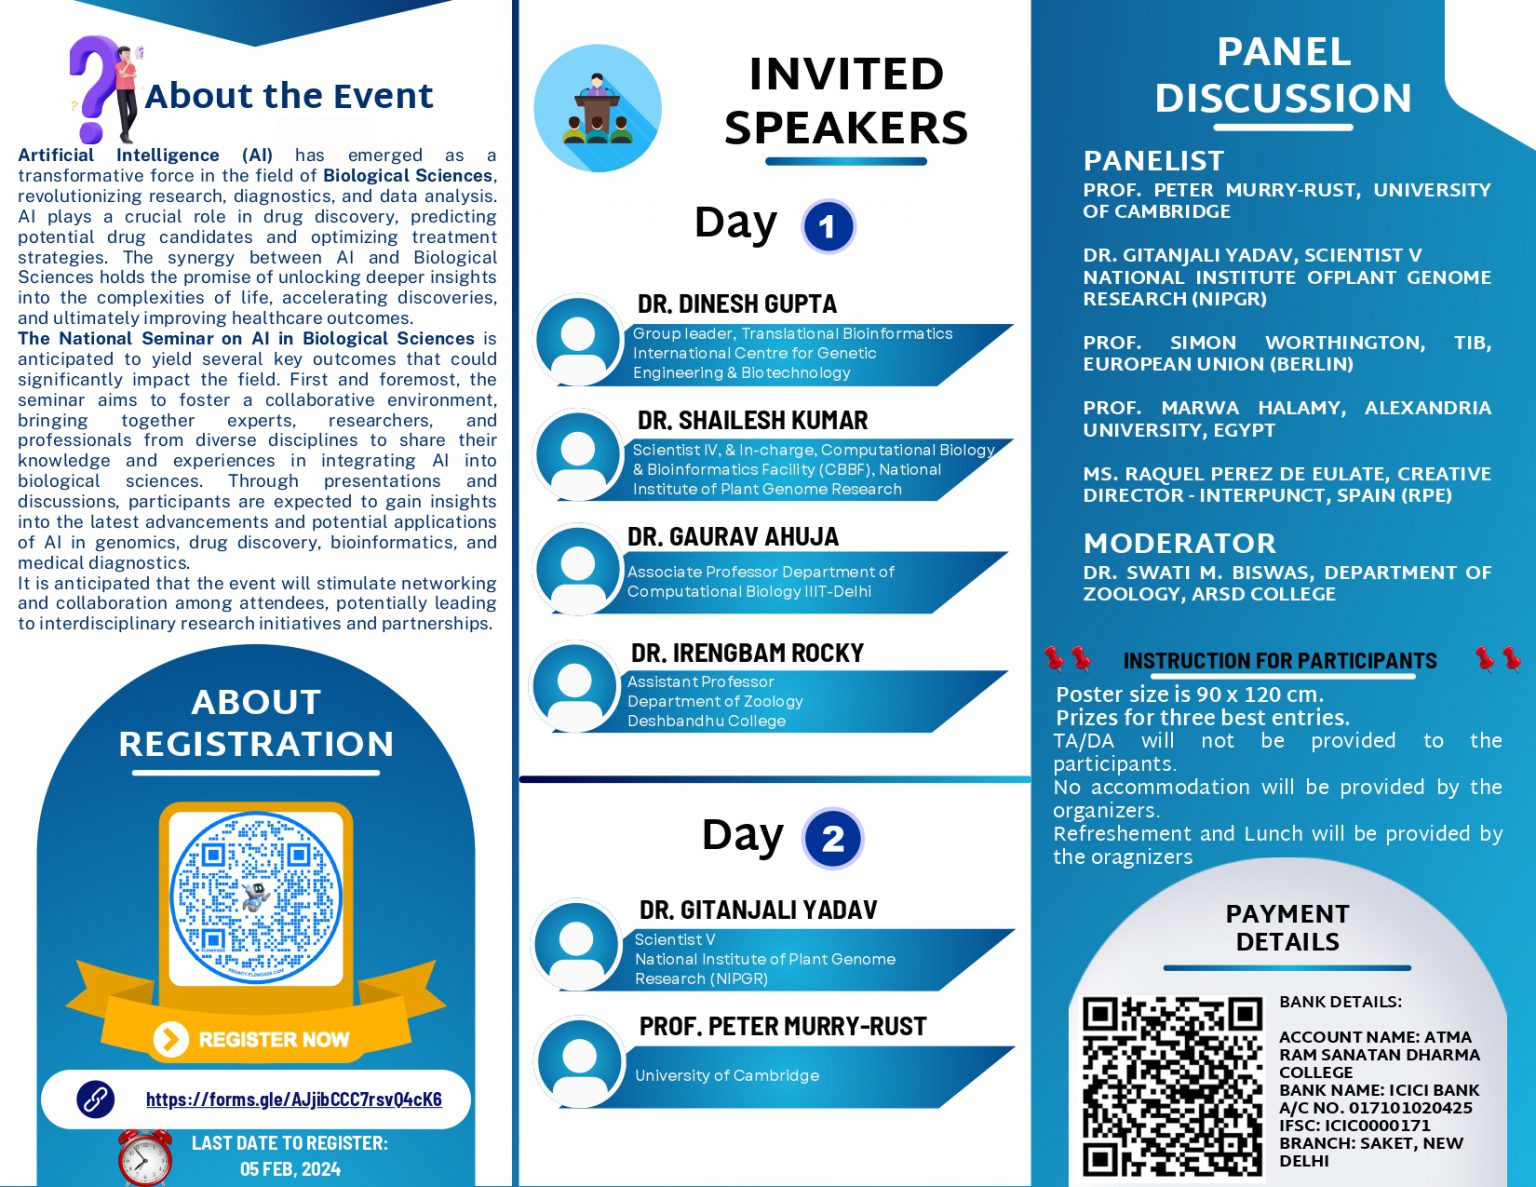 About the Event
Artificial Intelligence (AI) has emerged as a
transformative force in the field of Biological Sciences,
revolutionizing research, diagnostics, and data analysis.
AI plays a crucial role in drug discovery, predicting
potential drug candidates and optimizing treatment
strategies. The synergy between AI and Biological
Sciences holds the promise of unlocking deeper insights
into the complexities of life, accelerating discoveries,
and ultimately improving healthcare outcomes.
The National Seminar on AI in Biological Sciences is
anticipated to yield several key outcomes that could
significantly impact the field. First and foremost, the
seminar aims to foster a collaborative environment,
bringing together experts, researchers, and
professionals from diverse disciplines to share their
knowledge and experiences in integrating AI into
biological sciences. Through presentations and
discussions, participants are expected to gain insights
into the latest advancements and potential applications
of AI in genomics, drug discovery, bioinformatics, and
medical diagnostics.
It is anticipated that the event will stimulate networking
and collaboration among attendees, potentially leading
to interdisciplinary research initiatives and partnerships.
ABOUT
REGISTRATION
REGISTER NOW
https://forms.gle/AJjibCCC7rsvQ4cK6
LAST DATE TO REGISTER:
05 FEB, 2024
INVITED
SPEAKERS
Day 1
DR. DINESH GUPTA
Group leader, Translational Bioinformatics
International Centre for Genetic
Engineering & Biotechnology
DR. SHAILESH KUMAR
Scientist IV, & In-charge, Computational Biology
& Bioinformatics Facility (CBBF), National
Institute of Plant Genome Research
DR. GAURAV AHUJA
Associate Professor Department of
Computational Biology IIIT-Delhi
DR. IRENGBAM ROCKY
Assistant Professor
Department of Zoology
Deshbandhu College
Day 2
DR. GITANJALI YADAV
Scientist V
National Institute of Plant Genome
Research (NIPGR)
PROF. PETER MURRY-RUST
University of Cambridge
PANEL
DISCUSSION
PANELIST
PROF. PETER MURRY-RUST, UNIVERSITY
OF CAMBRIDGE
DR. GITANJALI YADAV, SCIENTIST V
NATIONAL INSTITUTE OFPLANT GENOME
RESEARCH (NIPGR)
PROF. SIMON WORTHINGTON, TIB,
EUROPEAN UNION (BERLIN)
PROF. MARWA HALAMY, ALEXANDRIA
UNIVERSITY, EGYPT
MS. RAQUEL PEREZ DE EULATE, CREATIVE
DIRECTOR - INTERPUNCT, SPAIN (RPE)
MODERATOR
DR. SWATI M. BISWAS, DEPARTMENT OF
ZOOLOGY, ARSD COLLEGE
INSTRUCTION FOR PARTICIPANTS
Poster size is 90 x 120 cm.
Prizes for three best entries.
TA/DA will not be provided to the
participants.
No accommodation will be provided by the
organizers.
Refreshement and Lunch will be provided by
the oragnizers
PAYMENT
DETAILS
BANK DETAILS:
ACCOUNT NAME: ATMA
RAM SANATAN DHARMA
COLLEGE
BANK NAME: ICICI BANK
A/C NO. 017101020425
IFSC: ICIC0000171
BRANCH: SAKET, NEW
DELHI